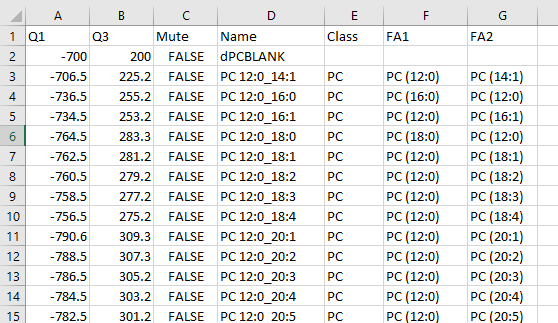 A B C D E F G
1 Q1 Q3 Mute Name Class FA1 FA2
2 -700 200 FALSE dPCBLANK
3 -706.5 225.2 FALSE PC 12:0_14:1 PC PC (12:0) PC (14:1)
4 -736.5 255.2 FALSE PC 12:0_16:0 PC PC (16:0) PC (12:0)
5 -734.5 253.2 FALSE PC 12:0_16:1 PC PC (12:0) PC (16:1)
6 -764.5 283.3 FALSE PC 12:0_18:0 PC PC (18:0) PC (12:0)
7 -762.5 281.2 FALSE PC 12:0_18:1 PC PC (12:0) PC (18:1)
8 -760.5 279.2 FALSE PC 12:0_18:2 PC PC (12:0) PC (18:2)
9 -758.5 277.2 FALSE PC 12:0_18:3 PC PC (12:0) PC (18:3)
10 -756.5 275.2 FALSE PC 12:0_18:4 PC PC (12:0) PC (18:4)
11 -790.6 309.3 FALSE PC 12:0_20:1 PC PC (12:0) PC (20:1)
12 -788.5 307.3 FALSE PC 12:0_20:2 PC PC (12:0) PC (20:2)
13 -786.5 305.2 FALSE PC 12:0_20:3 PC PC (12:0) PC (20:3)
14 -784.5 303.2 FALSE PC 12:0_20:4 PC PC (12:0) PC (20:4)
15 -782.5 301.2 FALSE PC 12:0_20:5 PC PC (12:0) PC (20:5)